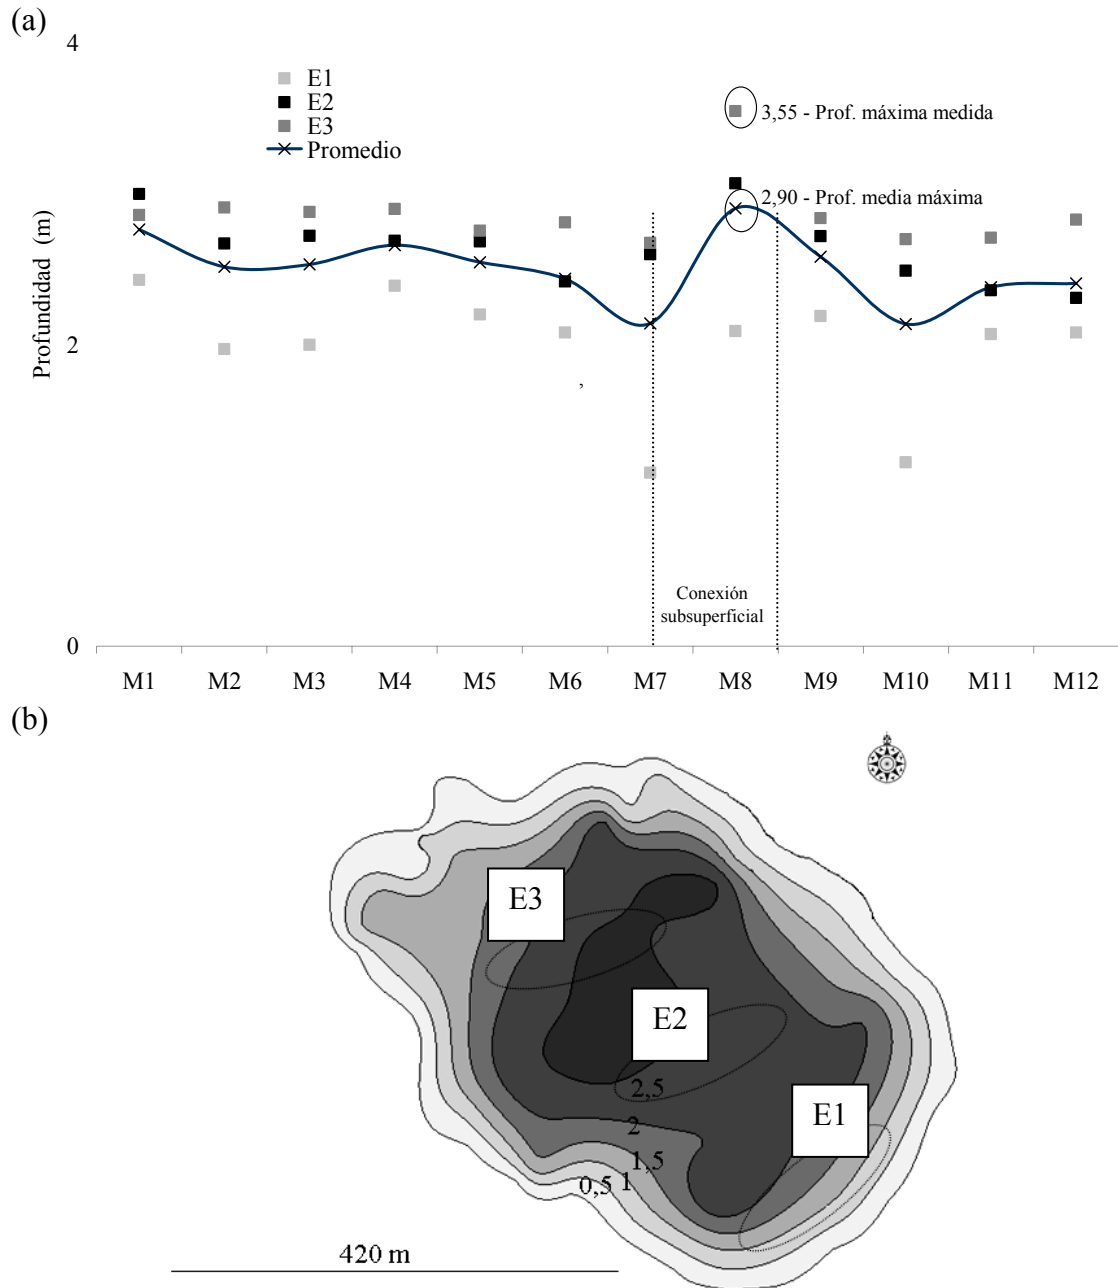 (a)
4
E1
E2
E3
Promedio
3,55 - Prof. máxima medida
2,90 - Prof. media máxima
Profundidad (m)
2
,
Conexión
subsuperficial
0
M1 M2 M3 M4 M5 M6 M7 M8 M9 M10 M11 M12
(b)
E3
E2
2,5
E1
2
1,5
1
0,5
420 m